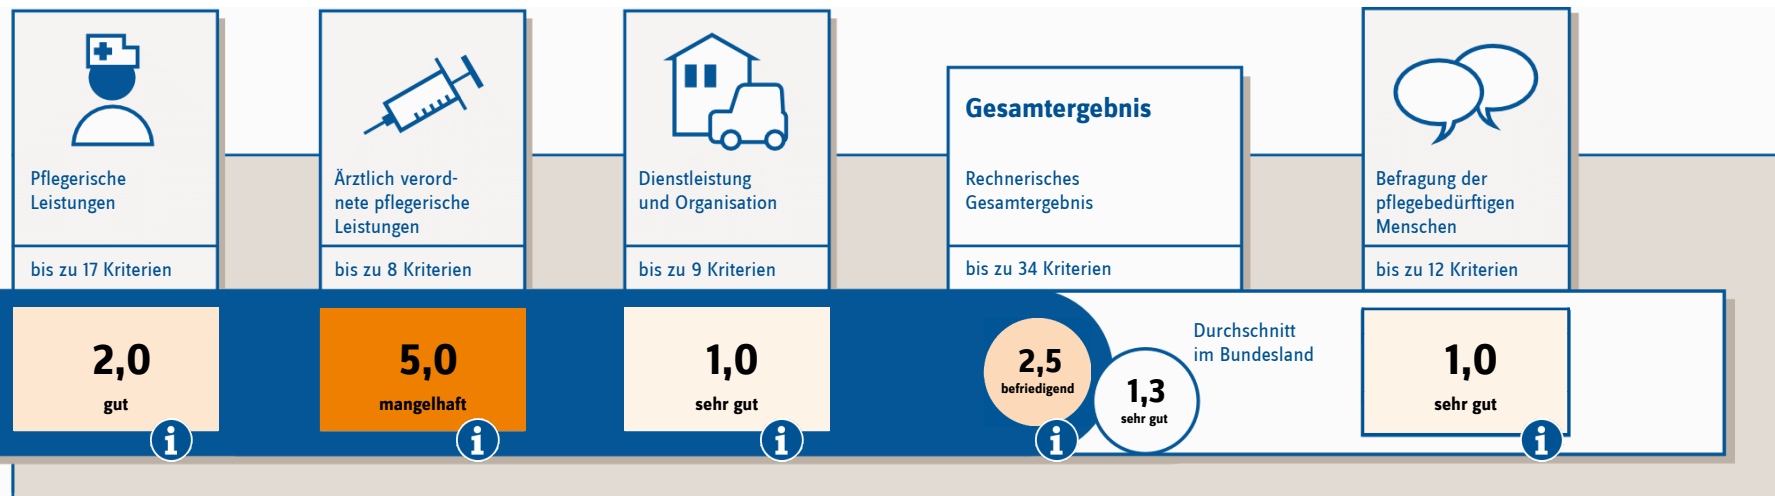 Pflegerische
Leistungen
bis zu 17 Kriterien
2,0
gut
i
Ärztlich verord-
nete pflegerische
Leistungen
bis zu 8 Kriterien
5,0
mangelhaft
i
Dienstleistung
und Organisation
bis zu 9 Kriterien
1,0
sehr gut
i
Gesamtergebnis
Rechnerisches
Gesamtergebnis
bis zu 34 Kriterien
2,5
befriedigend
i
1,3
sehr gut
Durchschnitt
im Bundesland
Befragung der
pflegebedürftigen
Menschen
bis zu 12 Kriterien
1,0
sehr gut
i